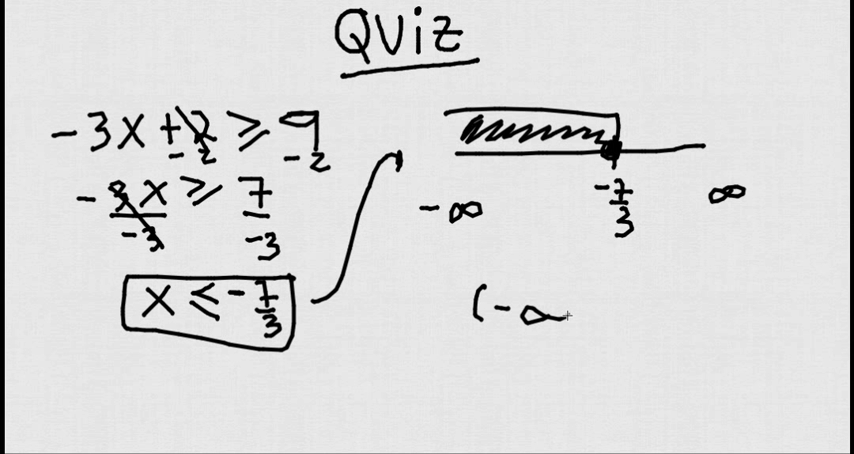 QUiz
-3x+2 ≥ 9
-2 -2
-3x ≥ 7
-3 -3
x ≤ -7/3
-∞ -7/3 ∞
(-∞